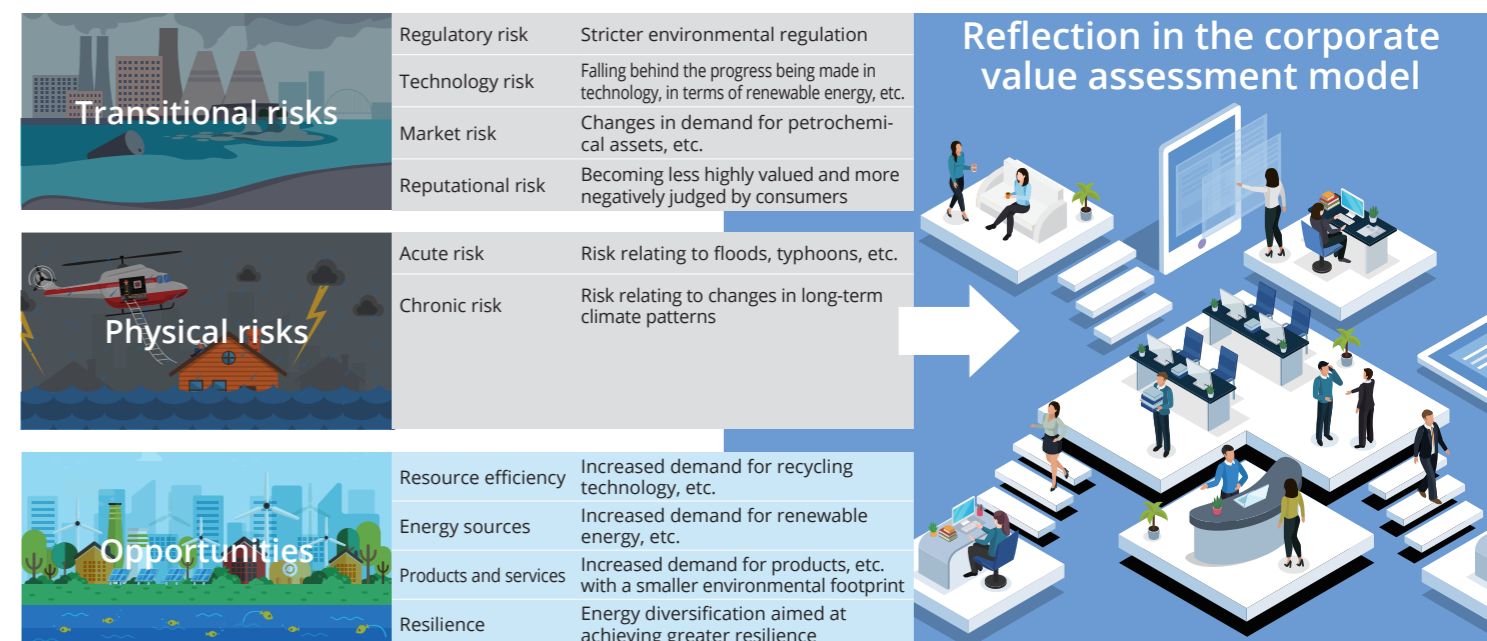 Transitional risks
Regulatory risk
Stricter environmental regulation
Technology risk
Falling behind the progress being made in
technology, in terms of renewable energy, etc.
Market risk
Changes in demand for petrochemi-
cal assets, etc.
Reputational risk
Becoming less highly valued and more
negatively judged by consumers
Physical risks
Acute risk
Risk relating to floods, typhoons, etc.
Chronic risk
Risk relating to changes in long-term
climate patterns
Opportunities
Resource efficiency
Increased demand for recycling
technology, etc.
Energy sources
Increased demand for renewable
energy, etc.
Products and services
Increased demand for products, etc.
with a smaller environmental footprint
Resilience
Energy diversification aimed at
achieving greater resilience
Reflection in the corporate
value assessment model